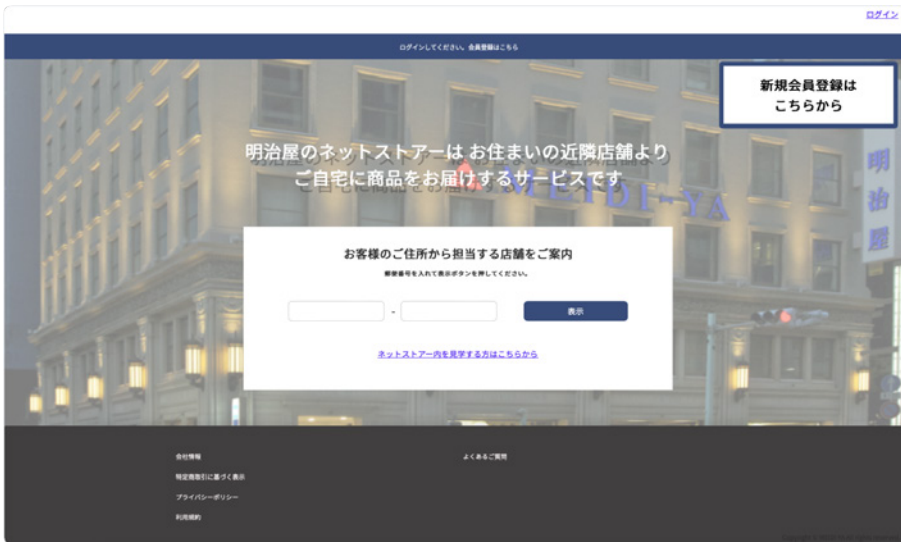 ログイン
ログインしてください。会員登録はこちら
新規会員登録は
こちらから
明治屋のネットストアーは お住まいの近隣店舗より
ご自宅に商品をお届けするサービスです
MEIDI-YA
明治屋
お客様のご住所から担当する店舗をご案内
郵便番号を入れて表示ボタンを押してください。
-
表示
ネットストアー内を見学する方はこちらから
会社情報
よくあるご質問
特定商取引に基づく表示
プライバシーポリシー
利用規約